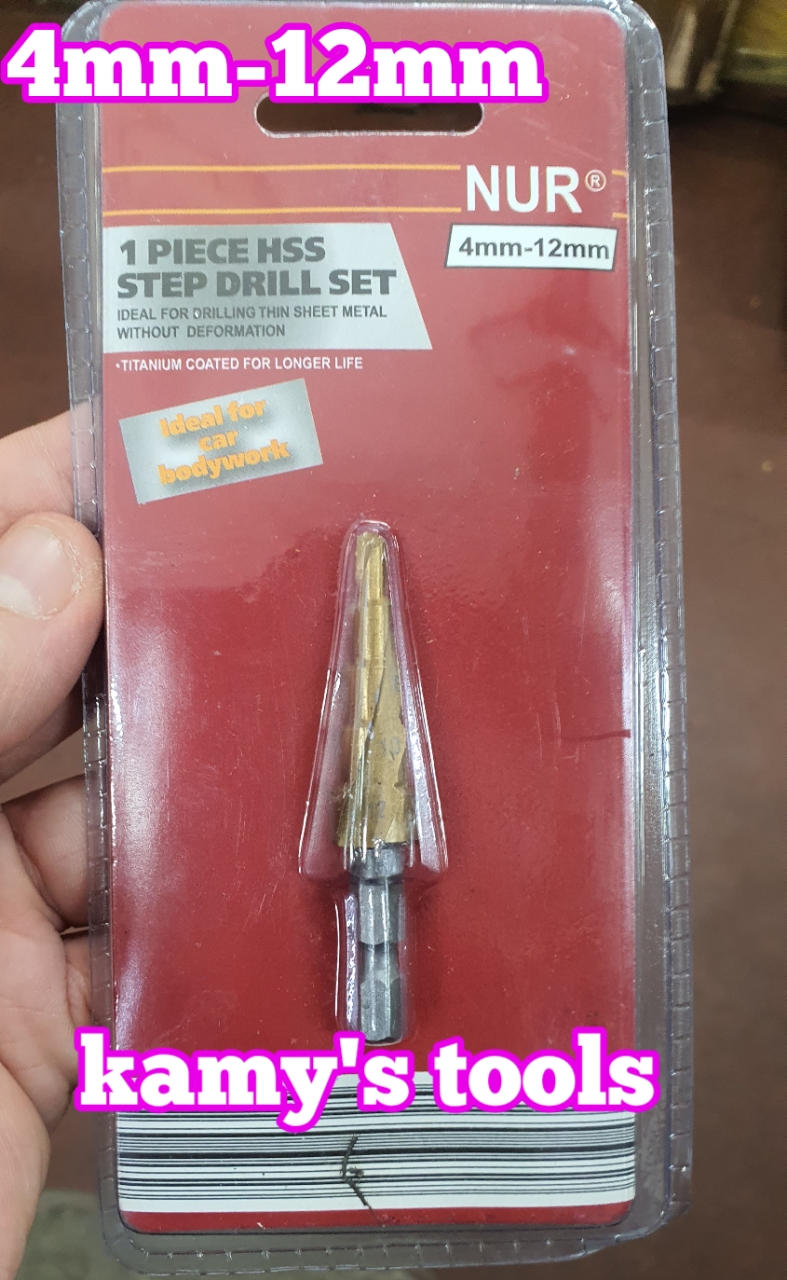 4mm-12mm
NUR®
4mm-12mm
1 PIECE HSS
STEP DRILL SET
IDEAL FOR DRILLING THIN SHEET METAL
WITHOUT DEFORMATION
•TITANIUM COATED FOR LONGER LIFE
Ideal for
car
bodywork
kamy's tools